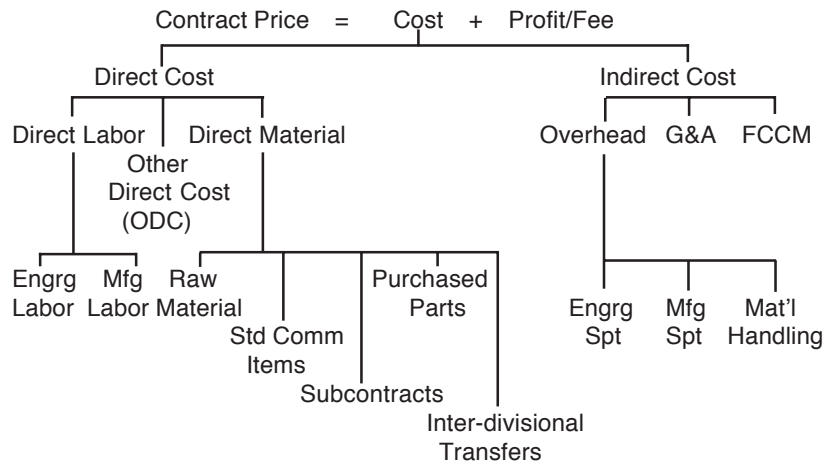 Contract Price = Cost + Profit/Fee
Direct Cost
Indirect Cost
Direct Labor
Other
Direct Cost
(ODC)
Direct Material
Overhead
G&A
FCCM
Engrg
Labor
Mfg
Labor
Raw
Material
Std Comm
Items
Subcontracts
Purchased
Parts
Inter-divisional
Transfers
Engrg
Spt
Mfg
Spt
Mat'l
Handling